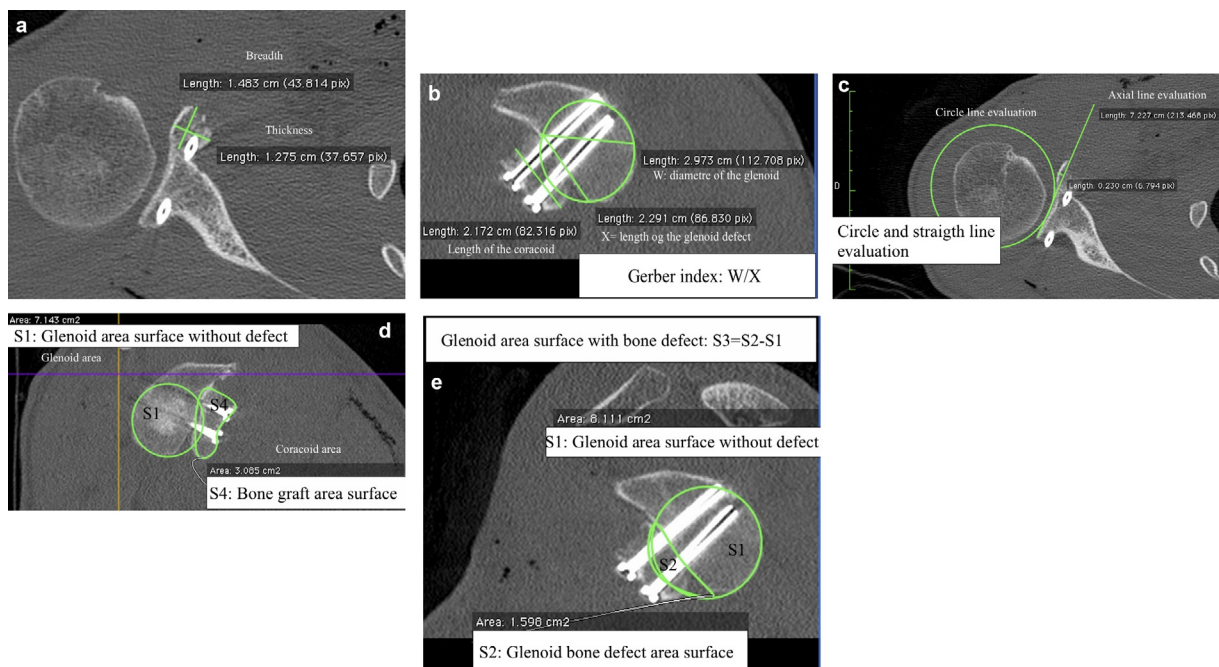 a
Breadth
Length: 1.483 cm (43.814 pix)
Thickness
Length: 1.275 cm (37.657 pix)
b
Length: 2.973 cm (112.708 pix)
W: diametre of the glenoid
Length: 2.291 cm (86.830 pix)
X= length og the glenoid defect
Length: 2.172 cm (82.316 pix)
Length of the coracoid
Gerber index: W/X
c
Circle line evaluation
Axial line evaluation
Length: 7.227 cm (213.468 pix)
D
Length: 0.230 cm (6.794 pix)
Circle and straigth line
evaluation
Area: 7.143 cm2
d
S1: Glenoid area surface without defect
Glenoid area
S1
S4
Coracoid area
Area: 3.085 cm2
S4: Bone graft area surface
Glenoid area surface with bone defect: S3=S2-S1
e
Area: 8.111 cm2
S1: Glenoid area surface without defect
S1
S2
Area: 1.598 cm2
S2: Glenoid bone defect area surface